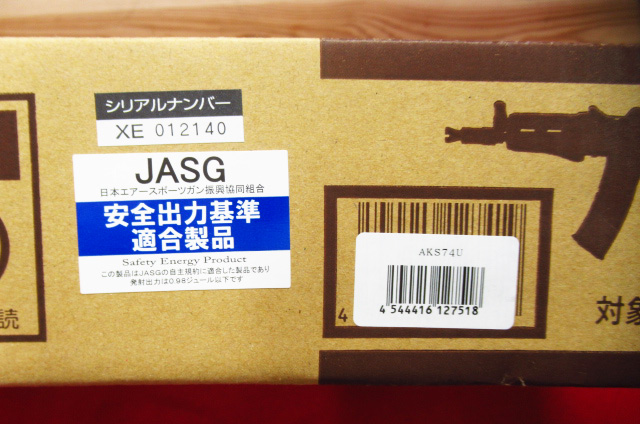 シリアルナンバー
XE 012140
JASG
日本エアースポーツガン振興協同組合
安全出力基準
適合製品
Safety Energy Product
この製品はJASGの自主規約に適合した製品であり
発射出力は0.98ジュール以下です
読
AKS74U
4 544416 127518
4
対象